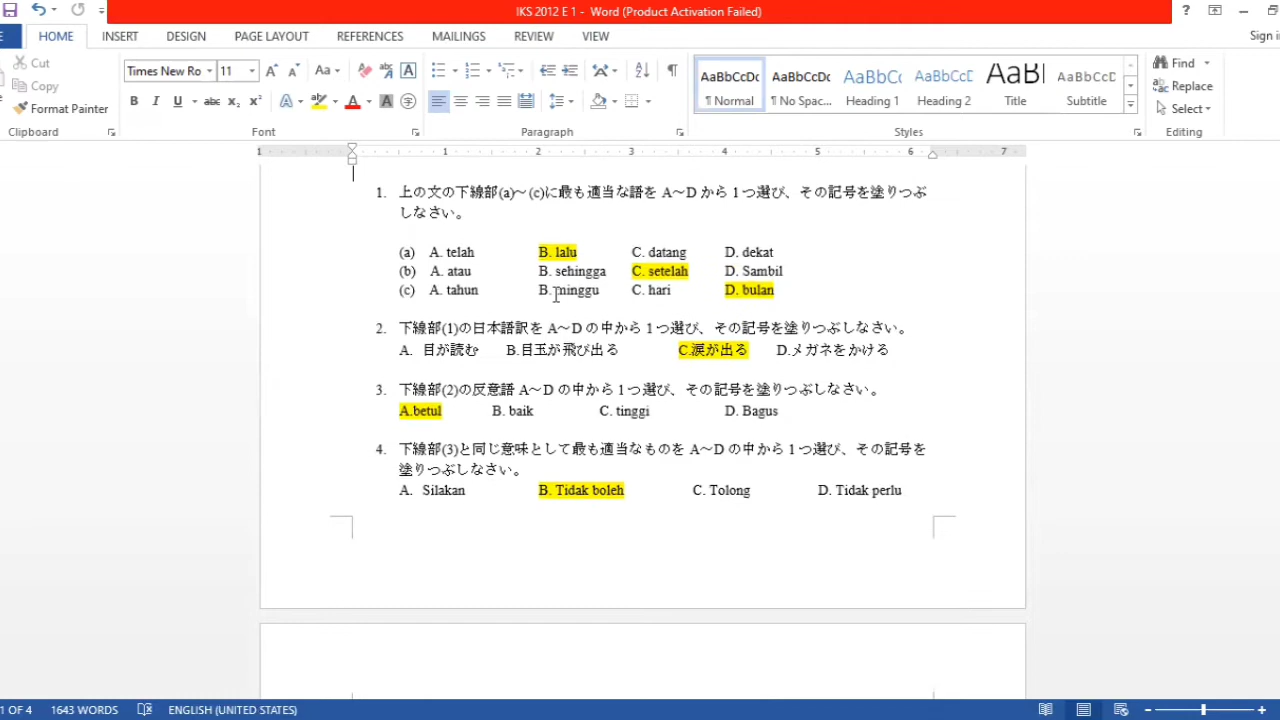 IKS 2012 E 1 - Word (Product Activation Failed)
?
HOME INSERT DESIGN PAGE LAYOUT REFERENCES MAILINGS REVIEW VIEW
Cut
Copy
Format Painter
Clipboard
Times New Ro 11
Font
Paragraph
AaBbCcDc AaBbCcDc AaBbCcDc AaBbCcD AaBl AaBbCcD
¶ Normal ¶ No Spac... Heading 1 Heading 2 Title Subtitle
Styles
Find
Replace
Select
Editing
1 1 2 3 4 5 6 7
1. 上の文の下線部(a)～(c)に最も適当な語を A～D から 1 つ選び、その記号を塗りつぶ
しなさい。
(a) A. telah B. lalu C. datang D. dekat
(b) A. atau B. sehingga C. setelah D. Sambil
(c) A. tahun B. minggu C. hari D. bulan
2. 下線部(1)の日本語訳を A～D の中から 1 つ選び、その記号を塗りつぶしなさい。
A. 目が読む B.目玉が飛び出る C.涙が出る D.メガネをかける
3. 下線部(2)の反意語 A～D の中から 1 つ選び、その記号を塗りつぶしなさい。
A.betul B. baik C. tinggi D. Bagus
4. 下線部(3)と同じ意味として最も適当なものを A～D の中から 1 つ選び、その記号を
塗りつぶしなさい。
A. Silakan B. Tidak boleh C. Tolong D. Tidak perlu
1 OF 4 1643 WORDS ENGLISH (UNITED STATES)